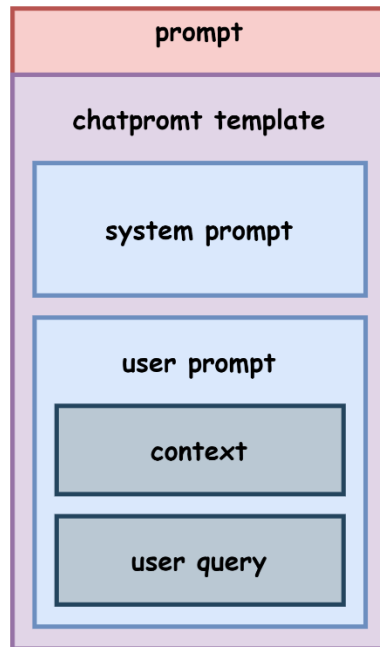 prompt
chatpromt template
system prompt
user prompt
context
user query